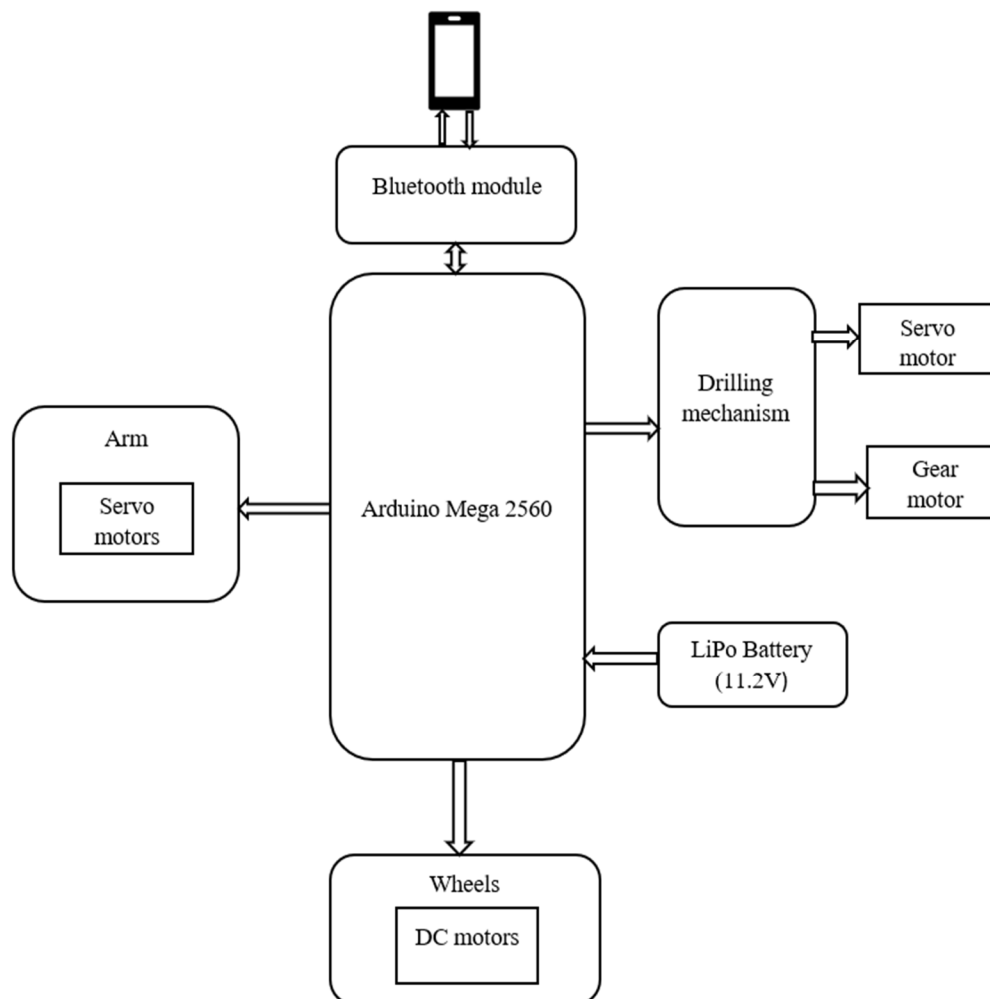 Bluetooth module
Servo
motor
Drilling
mechanism
Arm
Gear
motor
Servo
motors
Arduino Mega 2560
LiPo Battery
(11.2V)
Wheels
DC motors